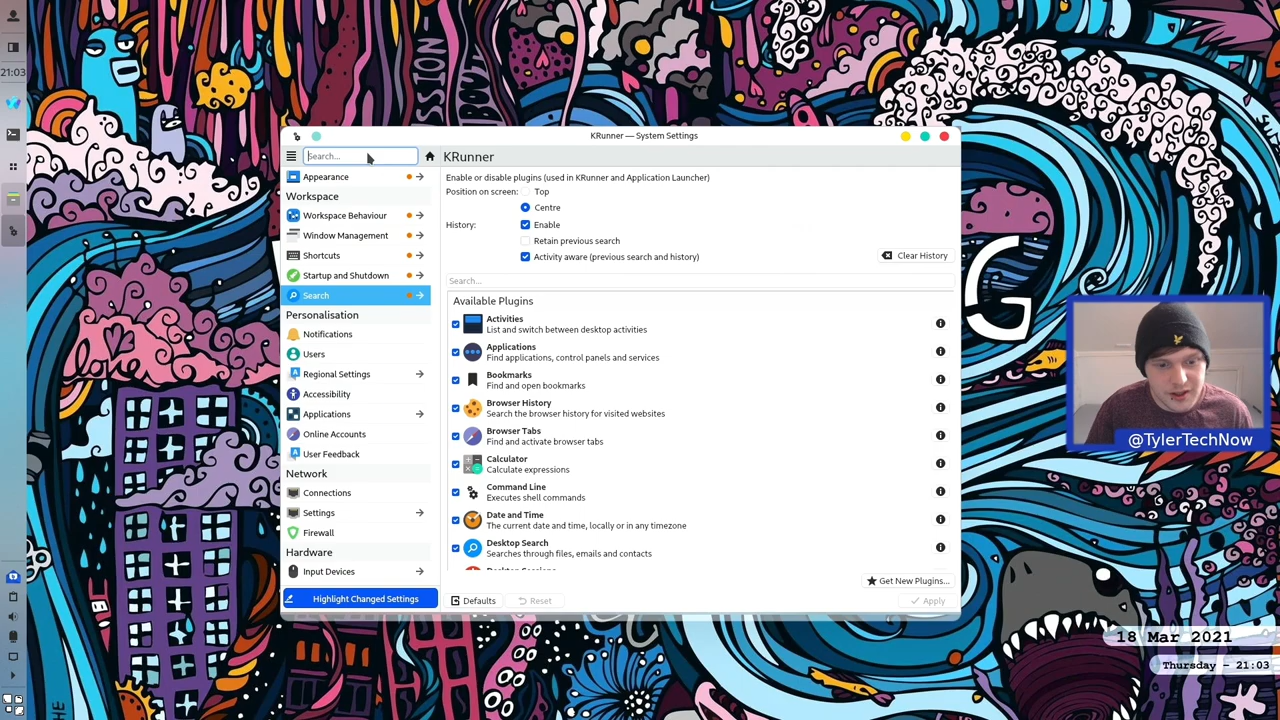 21:03
SSION
love
G
KRunner — System Settings
Search...
KRunner
Appearance
Workspace
Workspace Behaviour
Window Management
Shortcuts
Startup and Shutdown
Search
Personalisation
Notifications
Users
Regional Settings
Accessibility
Applications
Online Accounts
User Feedback
Network
Connections
Settings
Firewall
Hardware
Input Devices
Highlight Changed Settings
Enable or disable plugins (used in KRunner and Application Launcher)
Position on screen: Top
Centre
History: Enable
Retain previous search
Activity aware (previous search and history)
Clear History
Search...
Available Plugins
Activities
List and switch between desktop activities
Applications
Find applications, control panels and services
Bookmarks
Find and open bookmarks
Browser History
Search the browser history for visited websites
Browser Tabs
Find and activate browser tabs
Calculator
Calculate expressions
Command Line
Executes shell commands
Date and Time
The current date and time, locally or in any timezone
Desktop Search
Searches through files, emails and contacts
Get New Plugins...
Defaults
Reset
Apply
@TylerTechNow
18 Mar 2021
Thursday - 21:03
THE